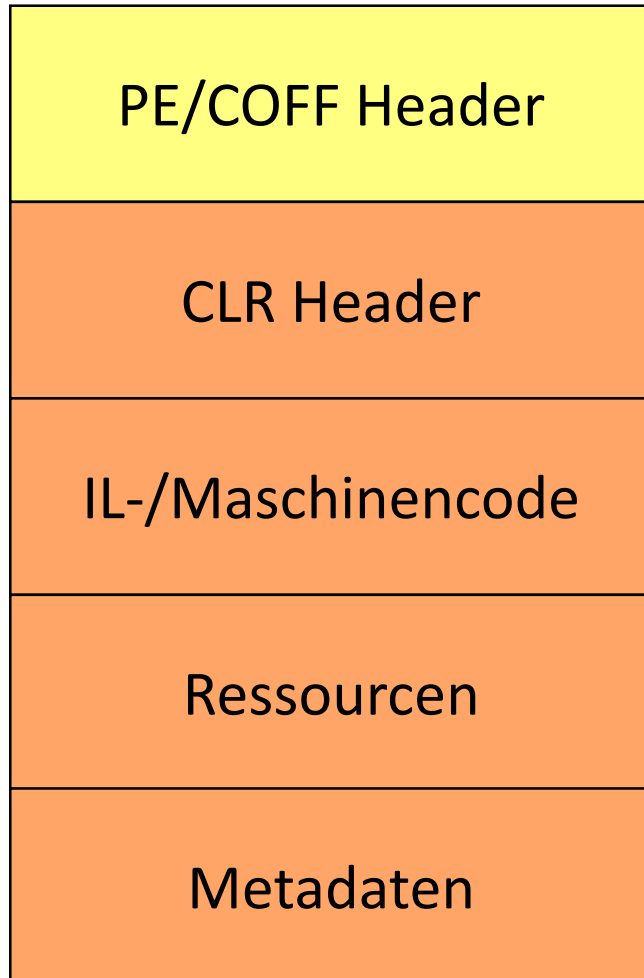 PE/COFF Header
CLR Header
IL-/Maschinencode
Ressourcen
Metadaten